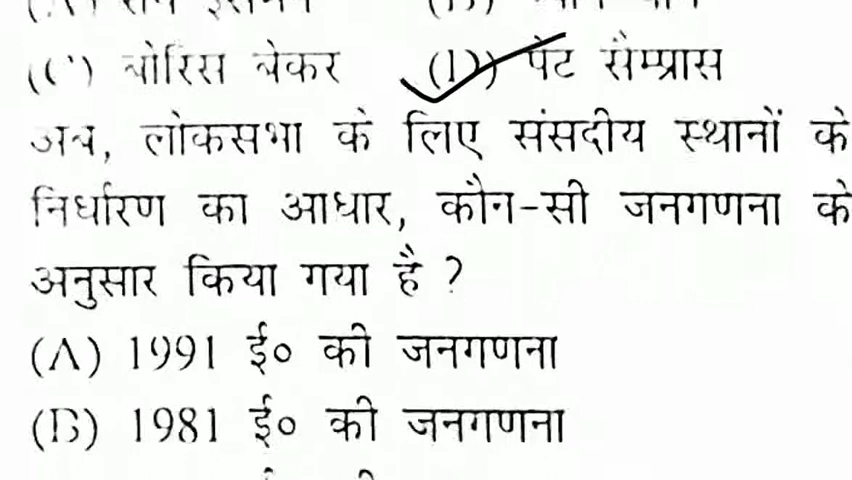 (C) बोरिस बेकर (D) पेट सैम्प्रास
अब, लोकसभा के लिए संसदीय स्थानों के
निर्धारण का आधार, कौन-सी जनगणना के
अनुसार किया गया है ?
(A) 1991 ई० की जनगणना
(B) 1981 ई० की जनगणना